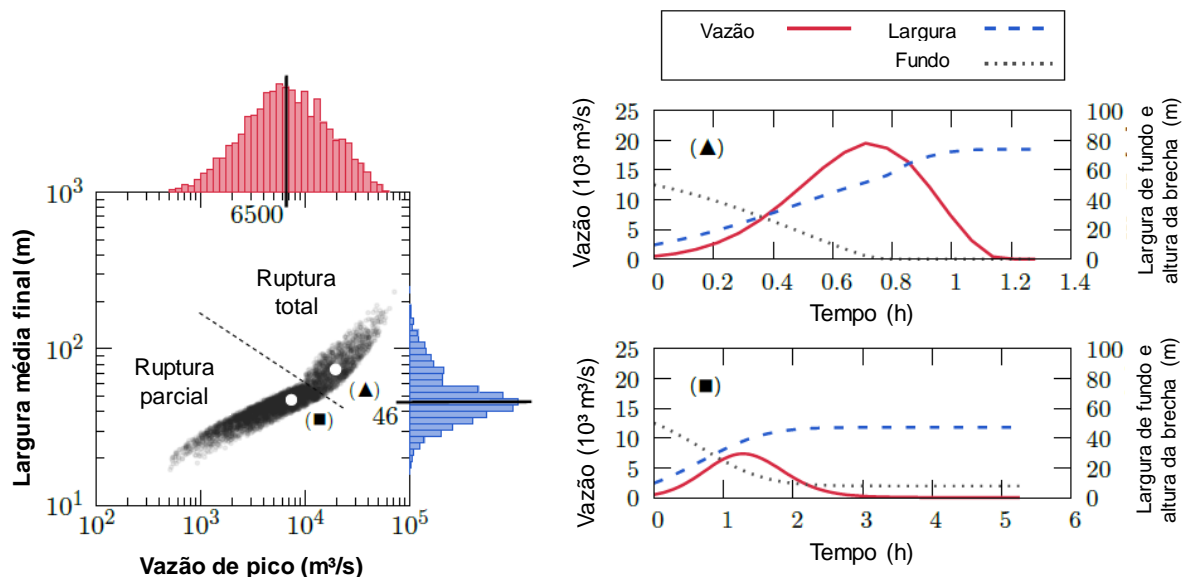 Vazão
Largura
Fundo
6500
10³
10²
10¹
Largura média final (m)
Ruptura
total
Ruptura
parcial
(▲)
(■)
46
10² 10³ 10⁴ 10⁵
Vazão de pico (m³/s)
25
20
15
10
5
0
Vazão (10³ m³/s)
(▲)
100
80
60
40
20
0
Largura de fundo e
altura da brecha (m)
0 0.2 0.4 0.6 0.8 1 1.2 1.4
Tempo (h)
25
20
15
10
5
0
Vazão (10³ m³/s)
(■)
100
80
60
40
20
0
Largura de fundo e
altura da brecha (m)
0 1 2 3 4 5 6
Tempo (h)